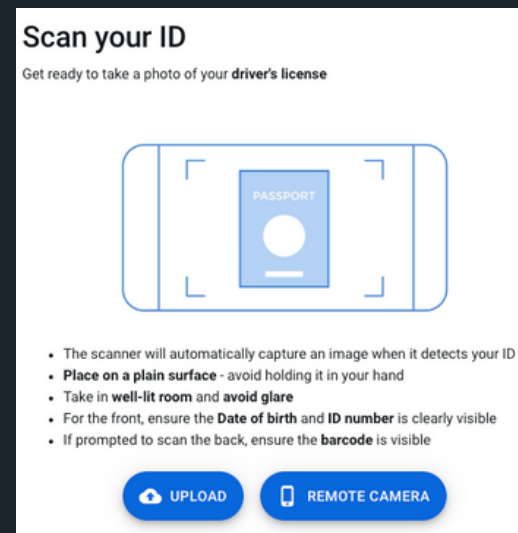 Scan your ID
Get ready to take a photo of your driver's license
PASSPORT
• The scanner will automatically capture an image when it detects your ID
• Place on a plain surface - avoid holding it in your hand
• Take in well-lit room and avoid glare
• For the front, ensure the Date of birth and ID number is clearly visible
• If prompted to scan the back, ensure the barcode is visible
UPLOAD REMOTE CAMERA